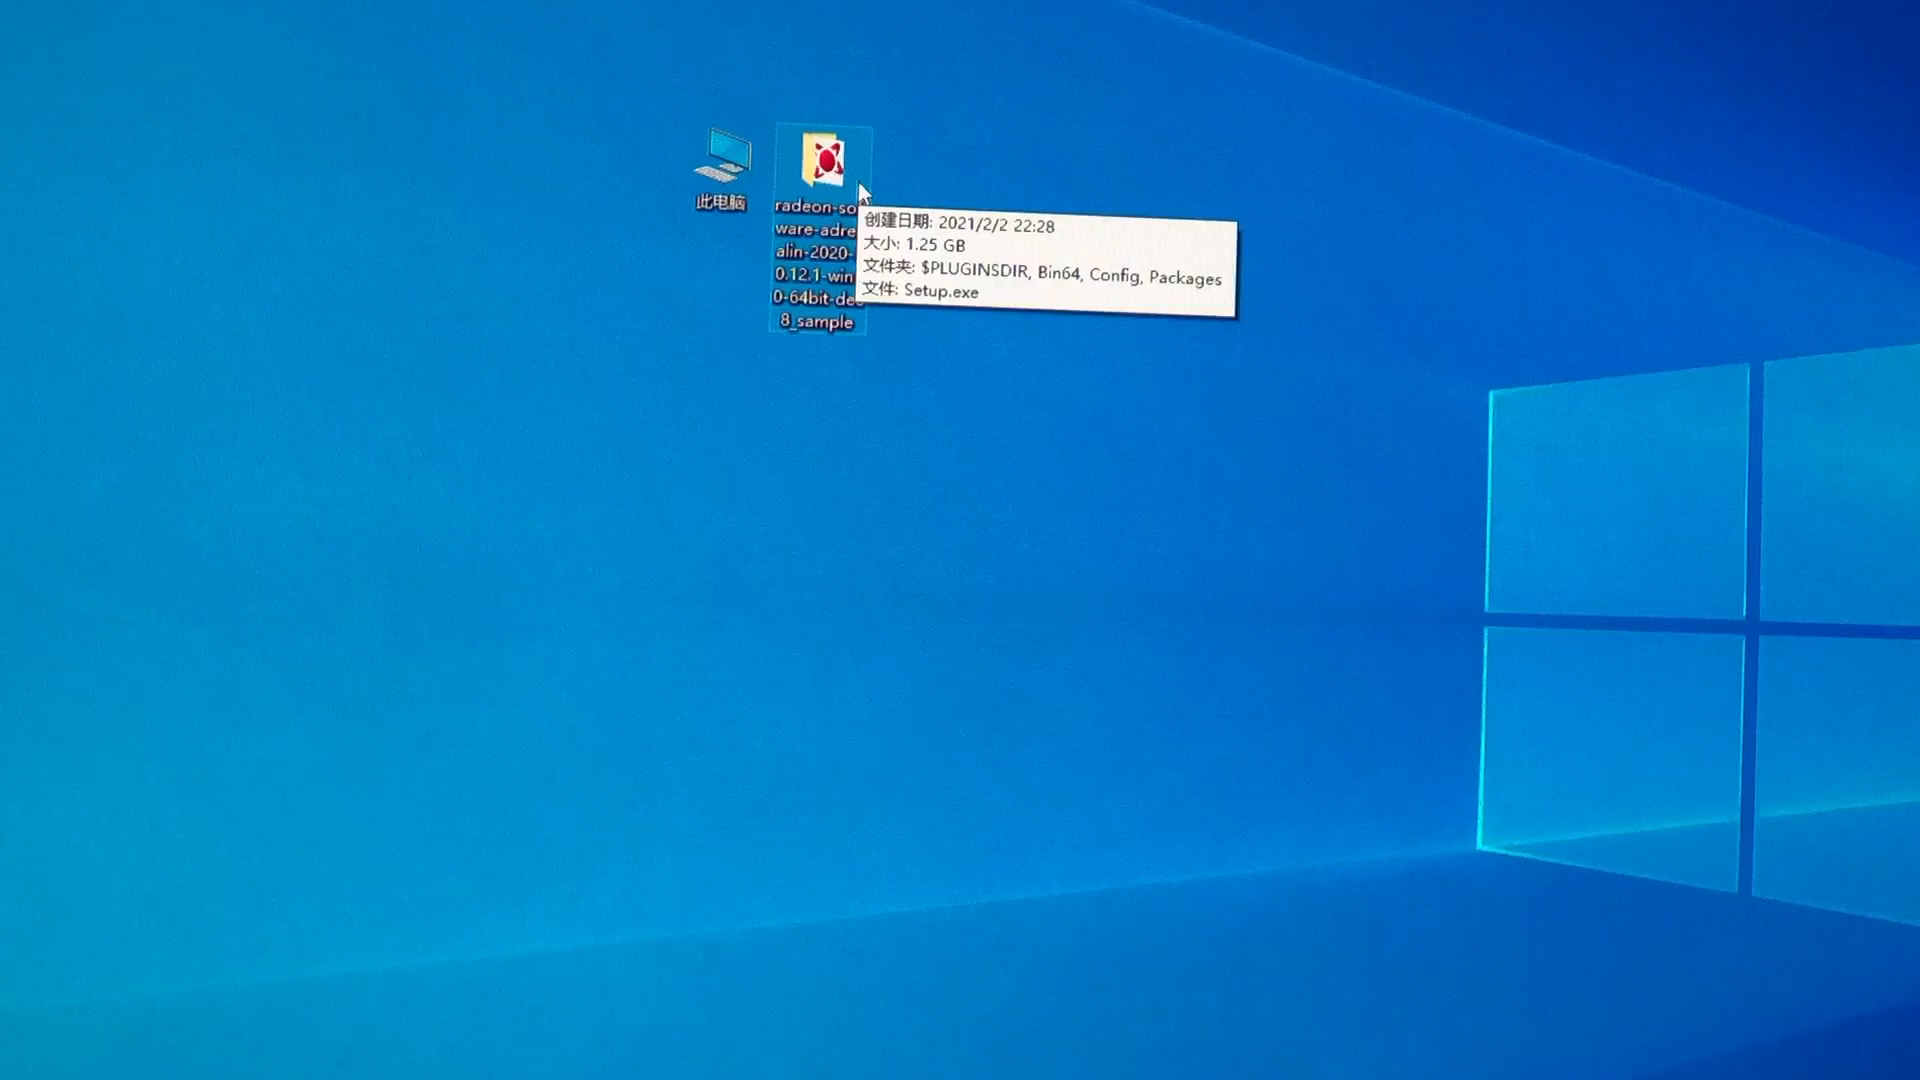 此电脑
radeon-so
ware-adre
alin-2020-
0.12.1-win
0-64bit-de
8_sample
创建日期: 2021/2/2 22:28
大小: 1.25 GB
文件夹: $PLUGINSDIR, Bin64, Config, Packages
文件: Setup.exe